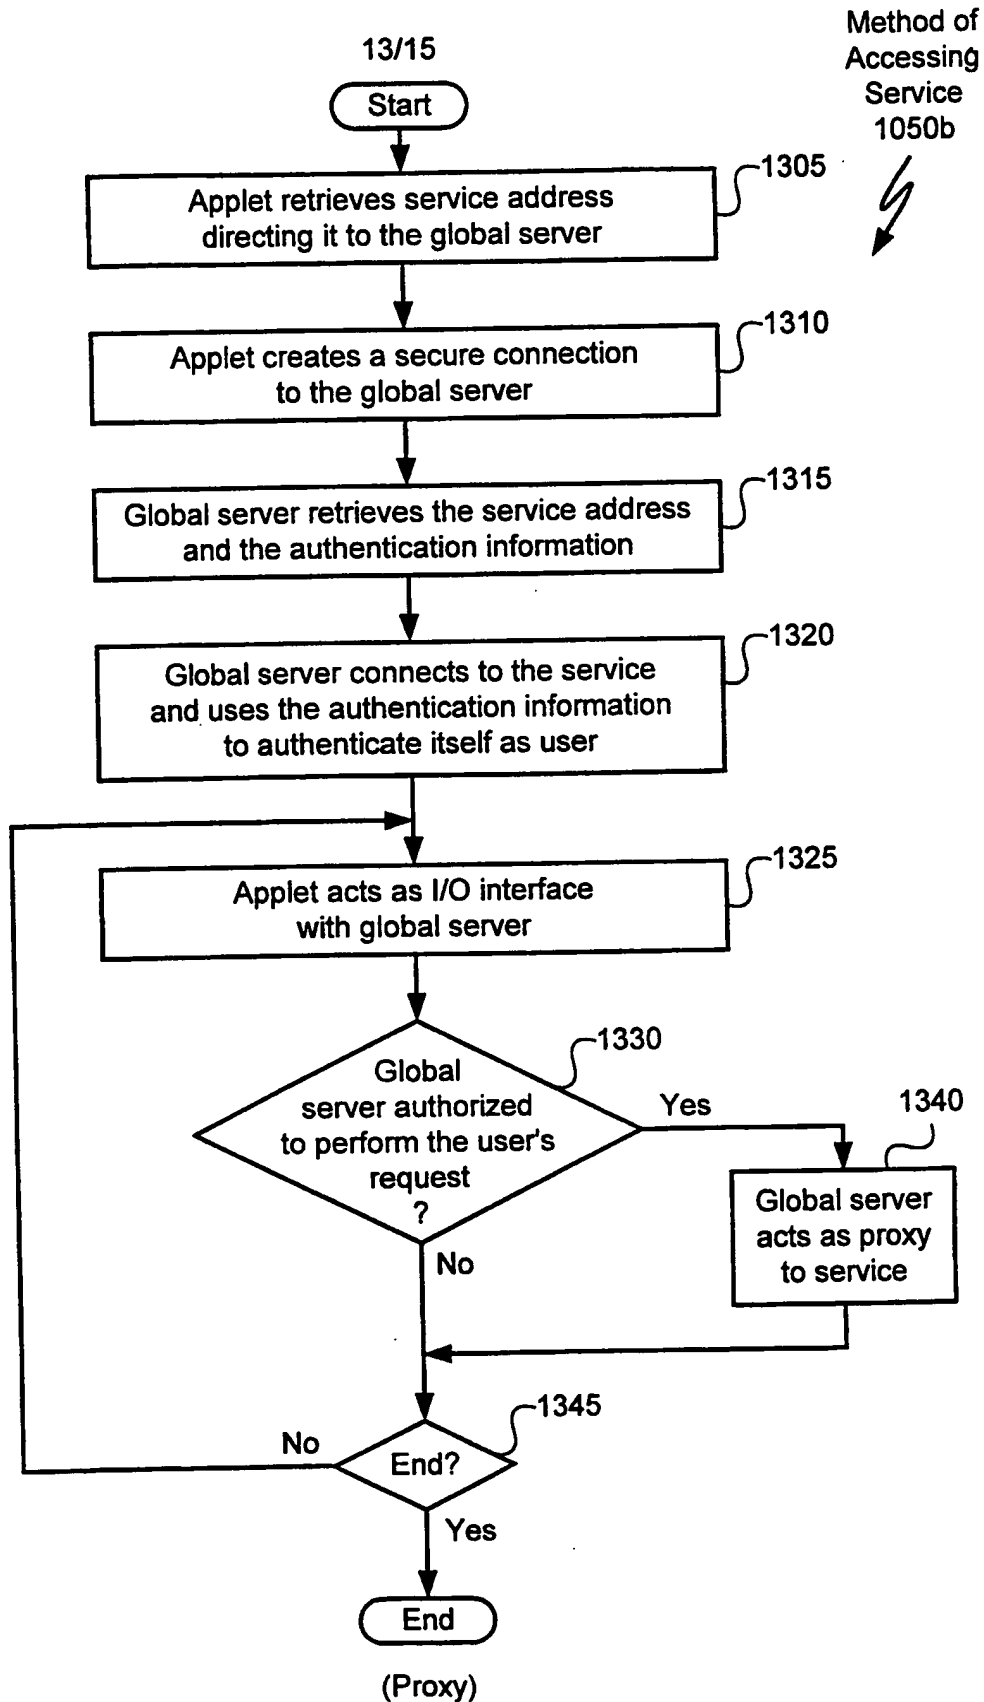 13/15
Method of
Accessing
Service
1050b
Start
1305
Applet retrieves service address
directing it to the global server
1310
Applet creates a secure connection
to the global server
1315
Global server retrieves the service address
and the authentication information
1320
Global server connects to the service
and uses the authentication information
to authenticate itself as user
1325
Applet acts as I/O interface
with global server
1330
Global
server authorized
to perform the user's
request
?
Yes
1340
Global server
acts as proxy
to service
No
1345
No
End?
Yes
End
(Proxy)